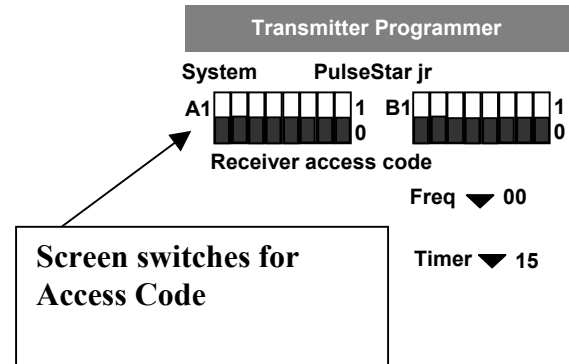 Transmitter Programmer
System PulseStar jr
A1 1 B1 1
0 0
Receiver access code
Freq 00
Screen switches for
Access Code
Timer 15